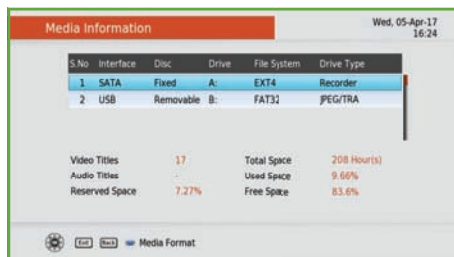 Media Information
Wed, 05-Apr-17
16:24
S.No Interface Disc Drive File System Drive Type
1 SATA Fixed A: EXT4 Recorder
2 USB Removable B: FAT32 JPEG/TRA
Video Titles 17 Total Space 208 Hour(s)
Audio Titles - Used Space 9.66%
Reserved Space 7.27% Free Space 83.6%
Exit Back Media Format